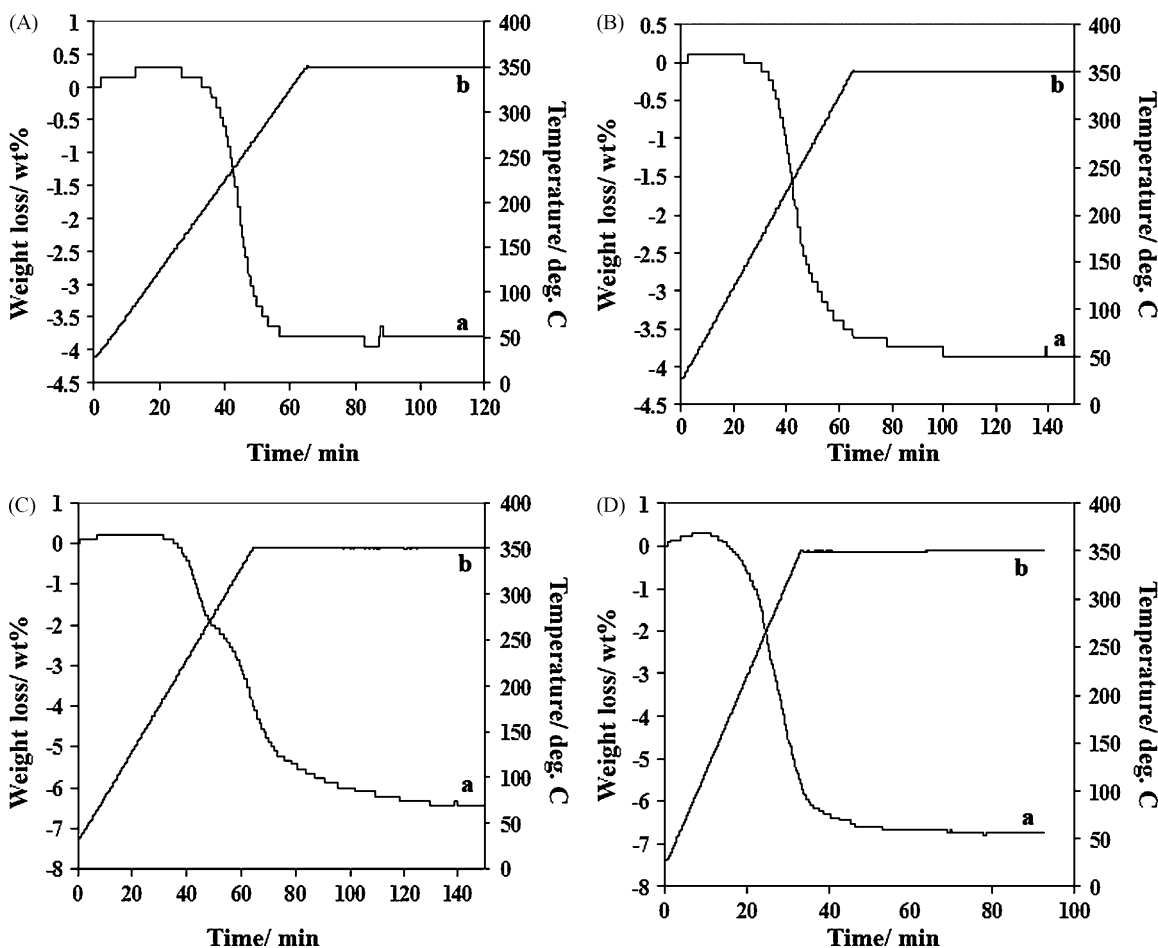 (A)
Weight loss/ wt%
1
0.5
0
-0.5
-1
-1.5
-2
-2.5
-3
-3.5
-4
-4.5
400
350
300
250
200
150
100
50
0
Temperature/ deg. C
b
a
0 20 40 60 80 100 120
Time/ min
(B)
Weight loss/ wt%
0.5
0
-0.5
-1
-1.5
-2
-2.5
-3
-3.5
-4
-4.5
400
350
300
250
200
150
100
50
0
Temperature/ deg. C
b
a
0 20 40 60 80 100 120 140
Time/ min
(C)
Weight loss/ wt%
1
0
-1
-2
-3
-4
-5
-6
-7
-8
400
350
300
250
200
150
100
50
0
Temperature/ deg. C
b
a
0 20 40 60 80 100 120 140
Time/ min
(D)
Weight loss/ wt%
1
0
-1
-2
-3
-4
-5
-6
-7
-8
400
350
300
250
200
150
100
50
0
Temperature/ deg. C
b
a
0 20 40 60 80 100
Time/ min